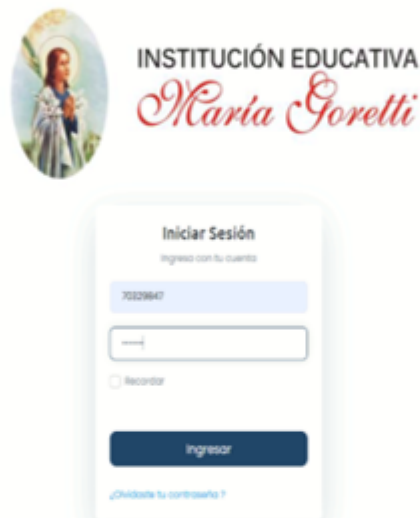 INSTITUCIÓN EDUCATIVA
María Goretti
Iniciar Sesión
Ingresa con tu cuenta
70329847
Recordar
Ingresar
¿Olvidaste tu contraseña ?